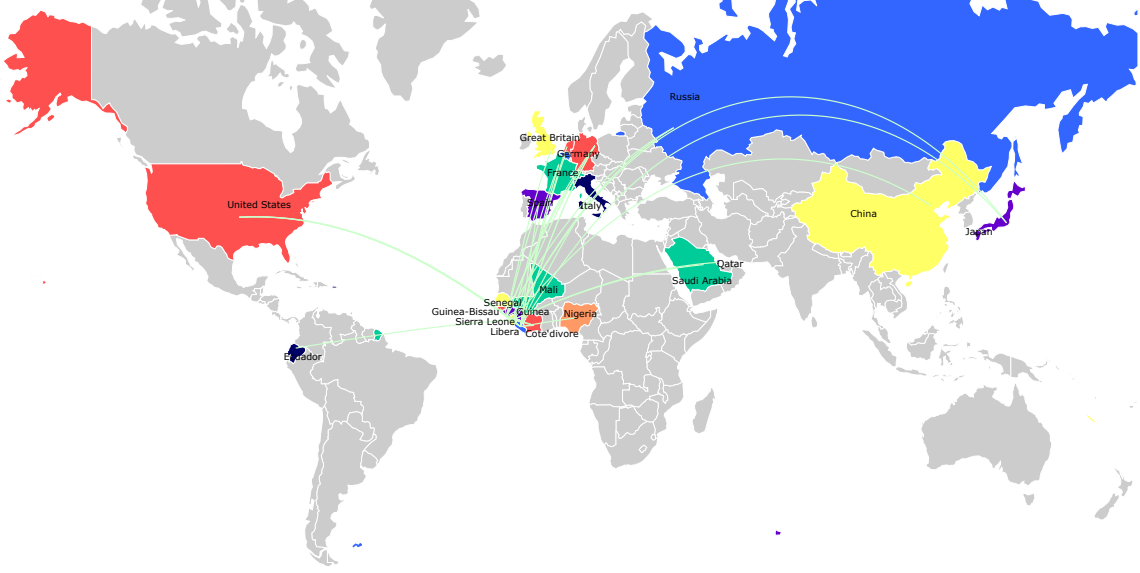 Russia
Great Britain
Germany
France
Spain
Italy
United States
China
Japan
Qatar
Saudi Arabia
Mali
Senegal
Guinea-Bissau
Guinea
Nigeria
Sierra Leone
Libera
Cote'divore
Ecuador